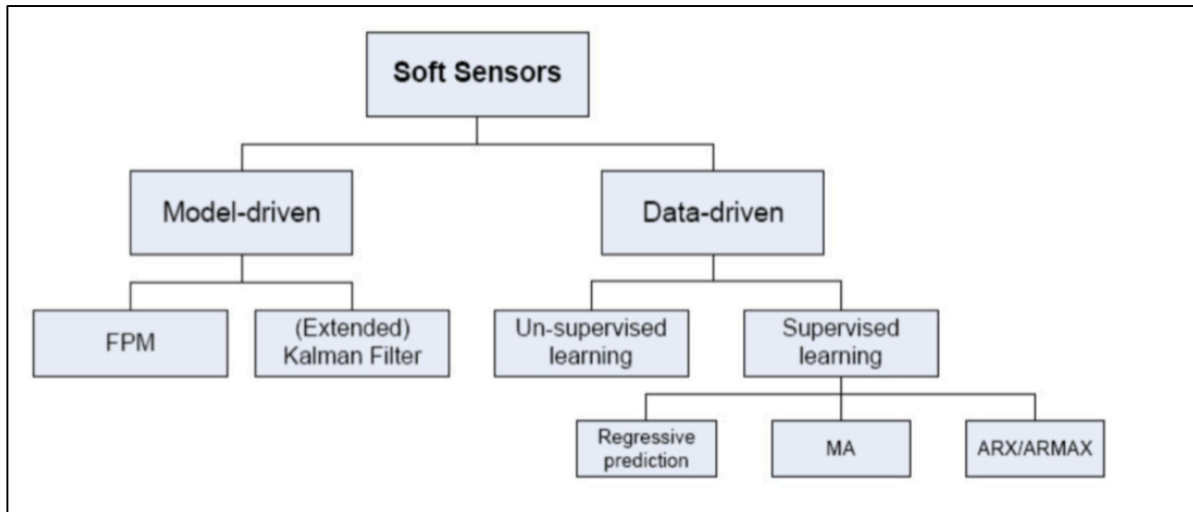 Soft Sensors
Model-driven
Data-driven
FPM
(Extended)
Kalman Filter
Un-supervised
learning
Supervised
learning
Regressive
prediction
MA
ARX/ARMAX